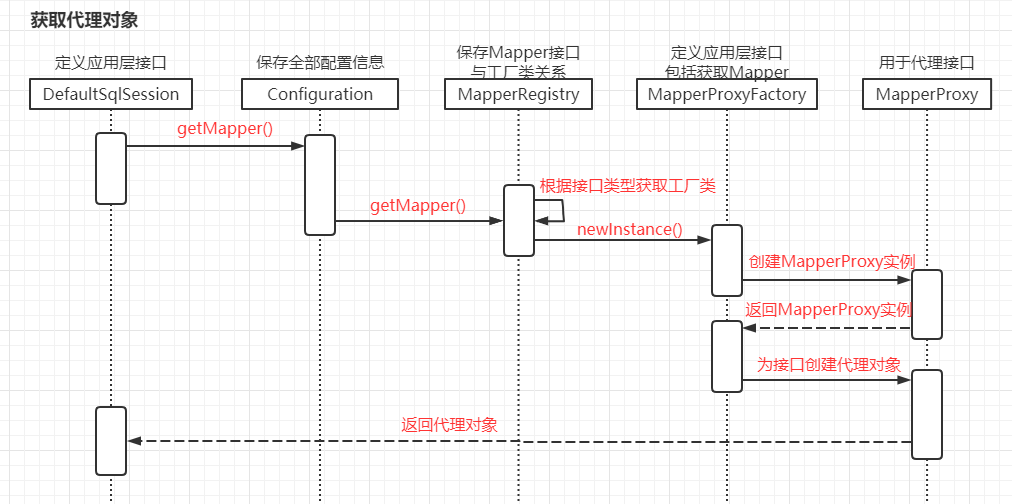 获取代理对象
定义应用层接口
保存全部配置信息
保存Mapper接口
与工厂类关系
定义应用层接口
包括获取Mapper
用于代理接口
DefaultSqlSession
Configuration
MapperRegistry
MapperProxyFactory
MapperProxy
getMapper()
根据接口类型获取工厂类
getMapper()
newInstance()
创建MapperProxy实例
返回MapperProxy实例
为接口创建代理对象
返回代理对象